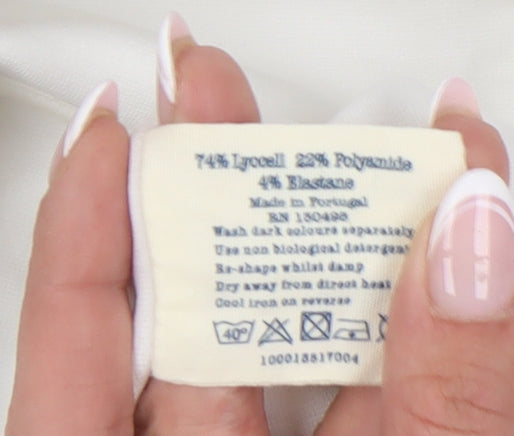 74% Lyocell 22% Polyamide
4% Elastane
Made in Portugal
RN 130498
Wash dark colours separately
Use non biological detergent
Re-shape whilst damp
Dry away from direct heat
Cool iron on reverse
40°
100013817004